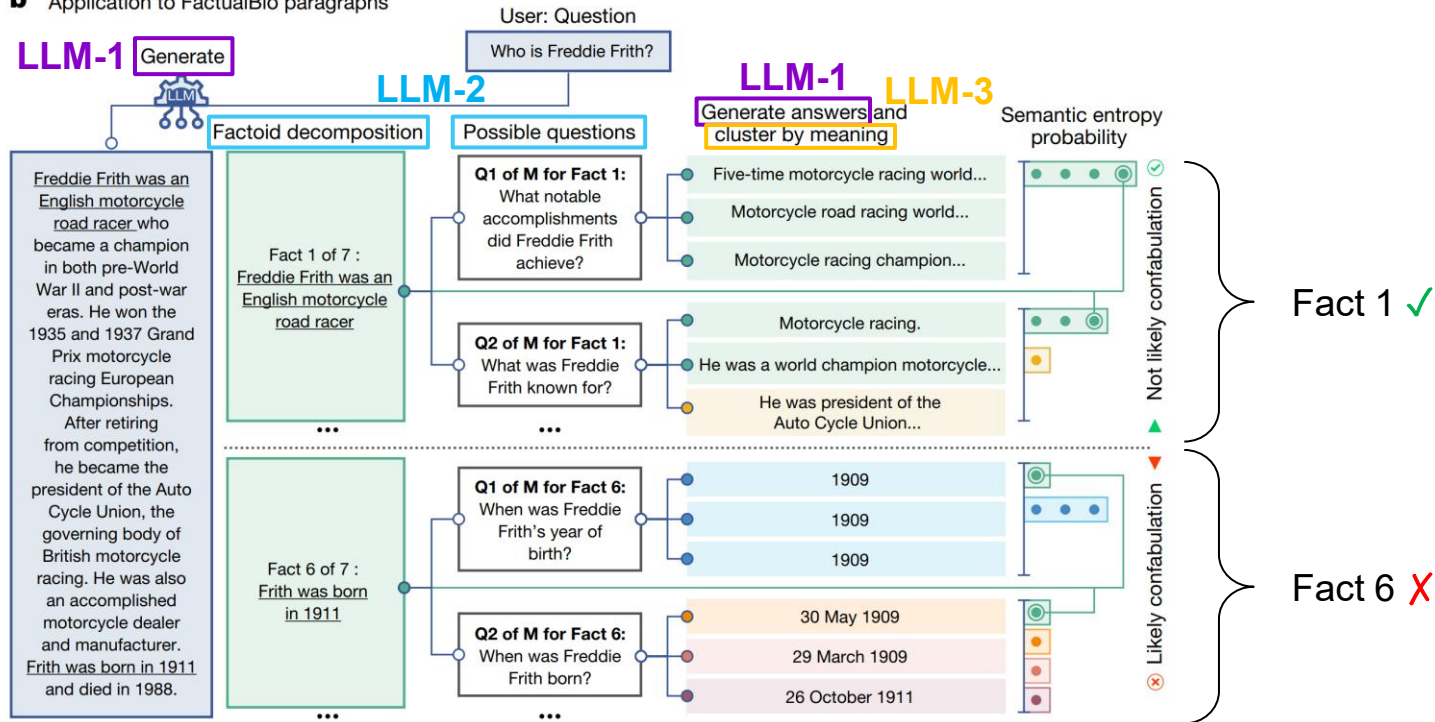 b Application to FactualBio paragraphs
User: Question
Who is Freddie Frith?
LLM-1
Generate
LLM
LLM-2
LLM-1
LLM-3
Factoid decomposition
Possible questions
Generate answers and
cluster by meaning
Semantic entropy
probability
Freddie Frith was an
English motorcycle
road racer who
became a champion
in both pre-World
War II and post-war
eras. He won the
1935 and 1937 Grand
Prix motorcycle
racing European
Championships.
After retiring
from competition,
he became the
president of the Auto
Cycle Union, the
governing body of
British motorcycle
racing. He was also
an accomplished
motorcycle dealer
and manufacturer.
Frith was born in 1911
and died in 1988.
Fact 1 of 7 :
Freddie Frith was an
English motorcycle
road racer
...
Q1 of M for Fact 1:
What notable
accomplishments
did Freddie Frith
achieve?
Five-time motorcycle racing world...
Motorcycle road racing world...
Motorcycle racing champion...
Q2 of M for Fact 1:
What was Freddie
Frith known for?
...
Motorcycle racing.
He was a world champion motorcycle...
He was president of the
Auto Cycle Union...
Not likely confabulation
Fact 1 ✓
Fact 6 of 7 :
Frith was born
in 1911
...
Q1 of M for Fact 6:
When was Freddie
Frith's year of
birth?
1909
1909
1909
Q2 of M for Fact 6:
When was Freddie
Frith born?
...
30 May 1909
29 March 1909
26 October 1911
Likely confabulation
Fact 6 ✗